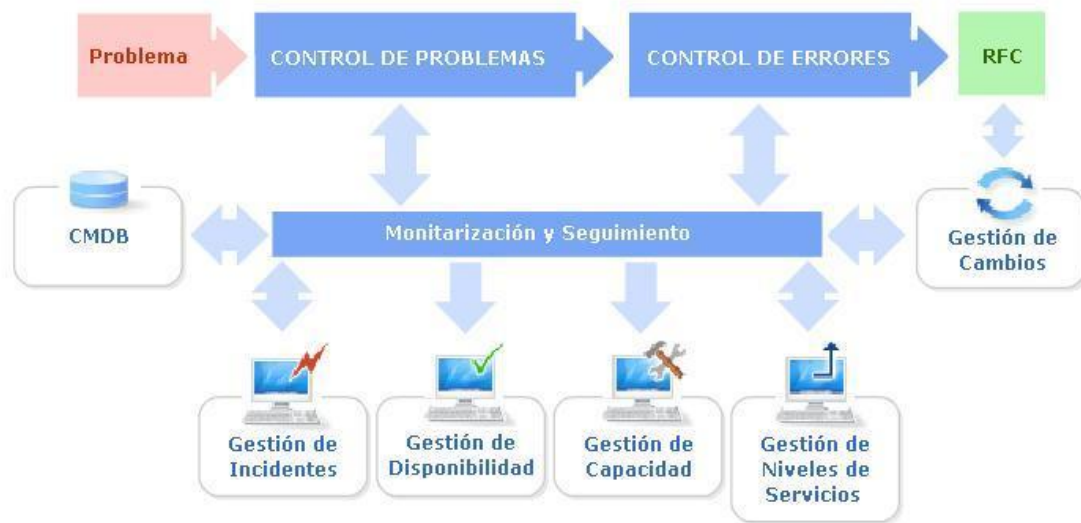 Problema
CONTROL DE PROBLEMAS
CONTROL DE ERRORES
RFC
CMDB
Monitarización y Seguimiento
Gestión de
Cambios
Gestión de
Incidentes
Gestión de
Disponibilidad
Gestión de
Capacidad
Gestión de
Niveles de
Servicios